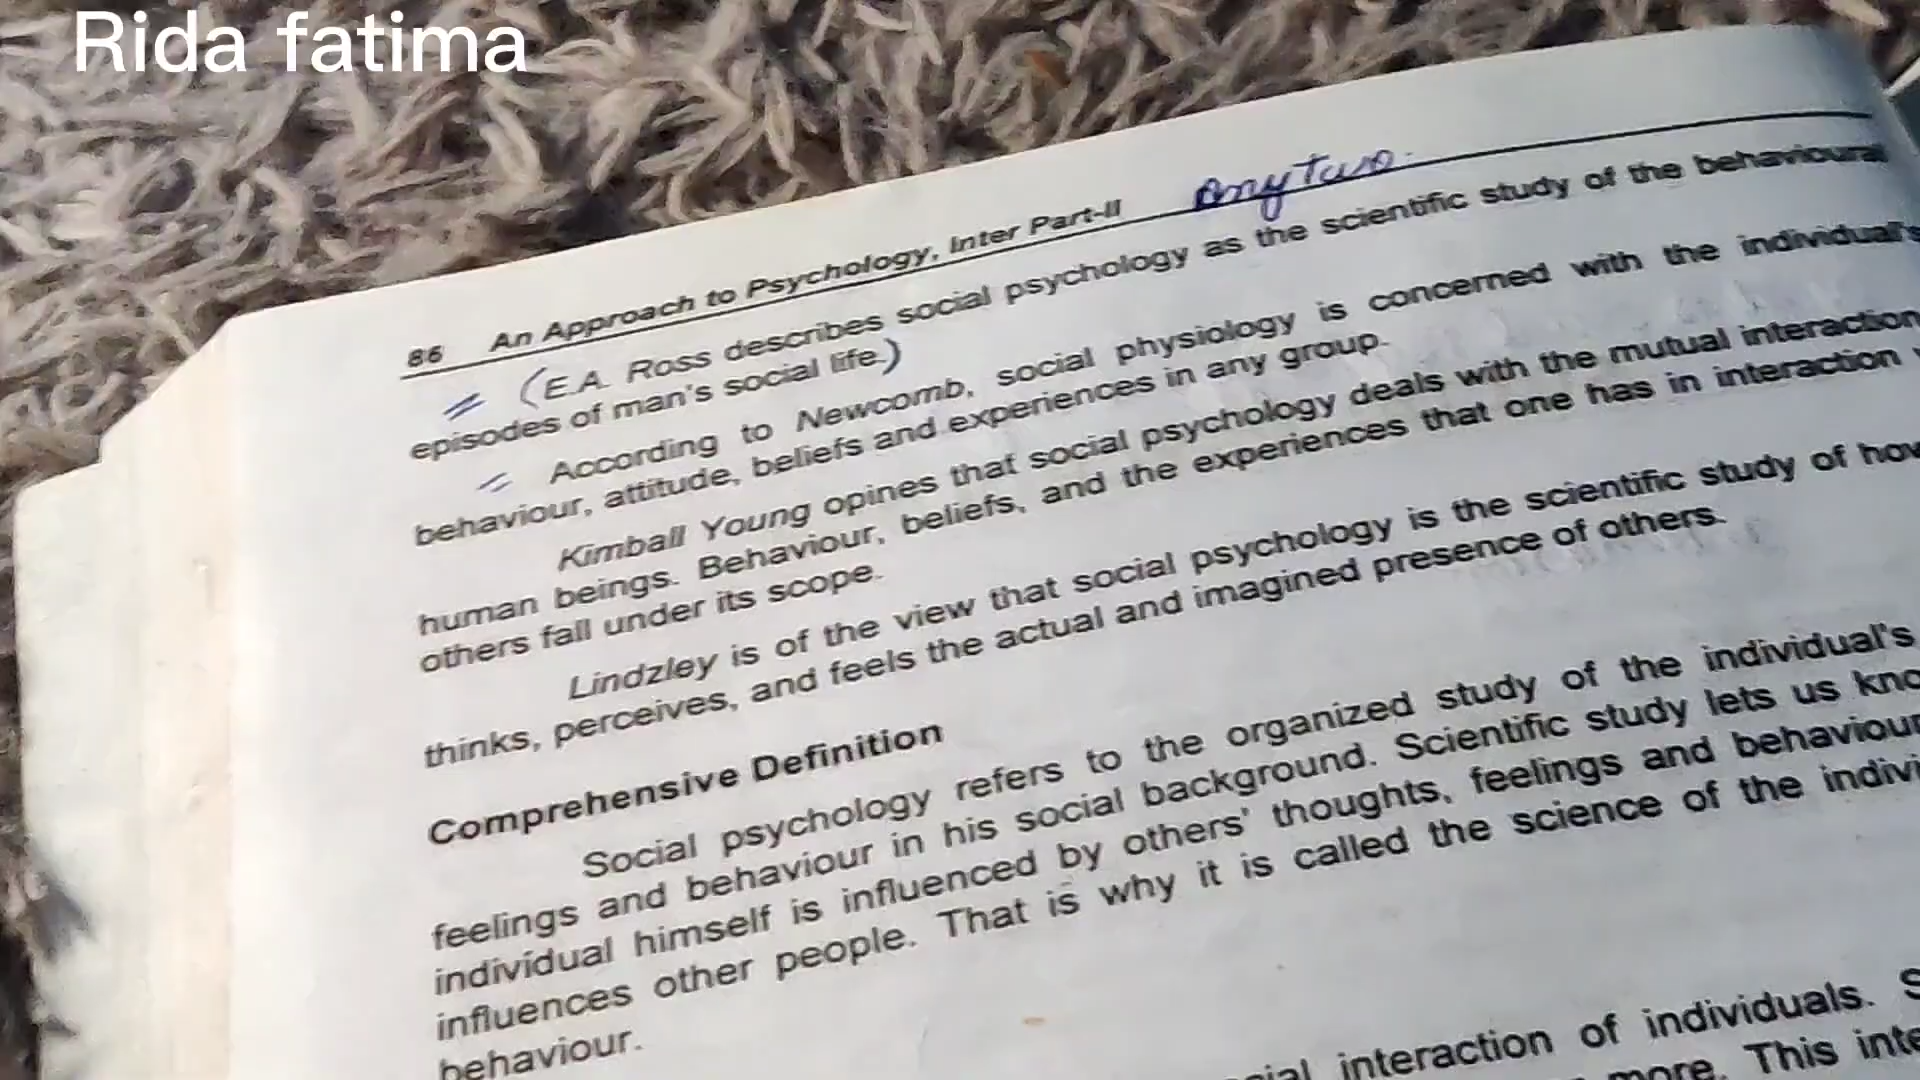 Rida fatima
Any two.
86 An Approach to Psychology, Inter Part-II
(E.A. Ross describes social psychology as the scientific study of the behavioural
episodes of man's social life.)
According to Newcomb, social physiology is concerned with the individual's
behaviour, attitude, beliefs and experiences in any group.
Kimball Young opines that social psychology deals with the mutual interaction
human beings. Behaviour, beliefs, and the experiences that one has in interaction
others fall under its scope.
Lindzley is of the view that social psychology is the scientific study of how
thinks, perceives, and feels the actual and imagined presence of others.
Comprehensive Definition
Social psychology refers to the organized study of the individual's
feelings and behaviour in his social background. Scientific study lets us kno
individual himself is influenced by others' thoughts, feelings and behaviour
influences other people. That is why it is called the science of the indivi
behaviour.
interaction of individuals. S
more. This inte